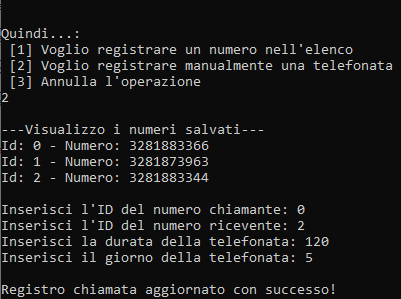 Quindi...:
[1] Voglio registrare un numero nell'elenco
[2] Voglio registrare manualmente una telefonata
[3] Annulla l'operazione
2
---Visualizzo i numeri salvati---
Id: 0 - Numero: 3281883366
Id: 1 - Numero: 3281873963
Id: 2 - Numero: 3281883344
Inserisci l'ID del numero chiamante: 0
Inserisci l'ID del numero ricevente: 2
Inserisci la durata della telefonata: 120
Inserisci il giorno della telefonata: 5
Registro chiamata aggiornato con successo!